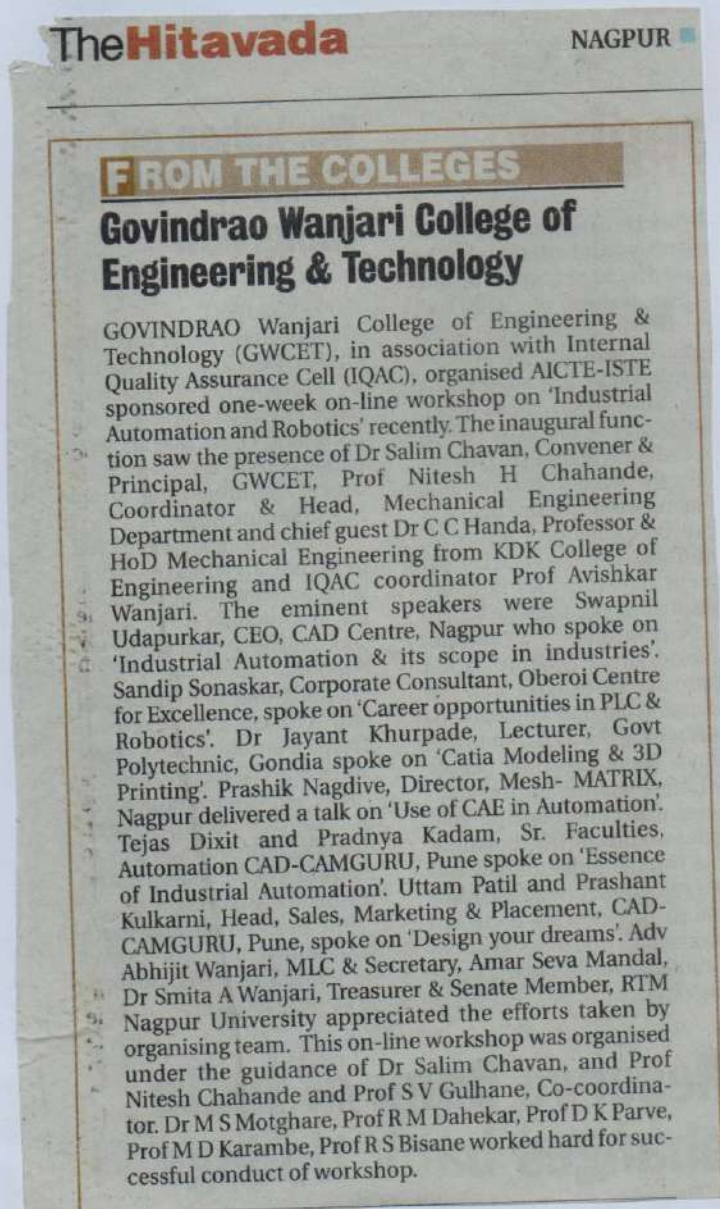 TheHitavada
NAGPUR
FROM THE COLLEGES
Govindrao Wanjari College of
Engineering & Technology
GOVINDRAO Wanjari College of Engineering &
Technology (GWCET), in association with Internal
Quality Assurance Cell (IQAC), organised AICTE-ISTE
sponsored one-week on-line workshop on ‘Industrial
Automation and Robotics’ recently. The inaugural func-
tion saw the presence of Dr Salim Chavan, Convener &
Principal, GWCET, Prof Nitesh H Chahande,
Coordinator & Head, Mechanical Engineering
Department and chief guest Dr C C Handa, Professor &
HoD Mechanical Engineering from KDK College of
Engineering and IQAC coordinator Prof Avishkar
Wanjari. The eminent speakers were Swapnil
Udapurkar, CEO, CAD Centre, Nagpur who spoke on
‘Industrial Automation & its scope in industries’.
Sandip Sonaskar, Corporate Consultant, Oberoi Centre
for Excellence, spoke on ‘Career opportunities in PLC &
Robotics’. Dr Jayant Khurpade, Lecturer, Govt
Polytechnic, Gondia spoke on ‘Catia Modeling & 3D
Printing’. Prashik Nagdive, Director, Mesh- MATRIX,
Nagpur delivered a talk on ‘Use of CAE in Automation’.
Tejas Dixit and Pradnya Kadam, Sr. Faculties,
Automation CAD-CAMGURU, Pune spoke on ‘Essence
of Industrial Automation’. Uttam Patil and Prashant
Kulkarni, Head, Sales, Marketing & Placement, CAD-
CAMGURU, Pune, spoke on ‘Design your dreams’. Adv
Abhijit Wanjari, MLC & Secretary, Amar Seva Mandal,
Dr Smita A Wanjari, Treasurer & Senate Member, RTM
Nagpur University appreciated the efforts taken by
organising team. This on-line workshop was organised
under the guidance of Dr Salim Chavan, and Prof
Nitesh Chahande and Prof S V Gulhane, Co-coordina-
tor. Dr M S Motghare, Prof R M Dahekar, Prof D K Parve,
Prof M D Karambe, Prof R S Bisane worked hard for suc-
cessful conduct of workshop.